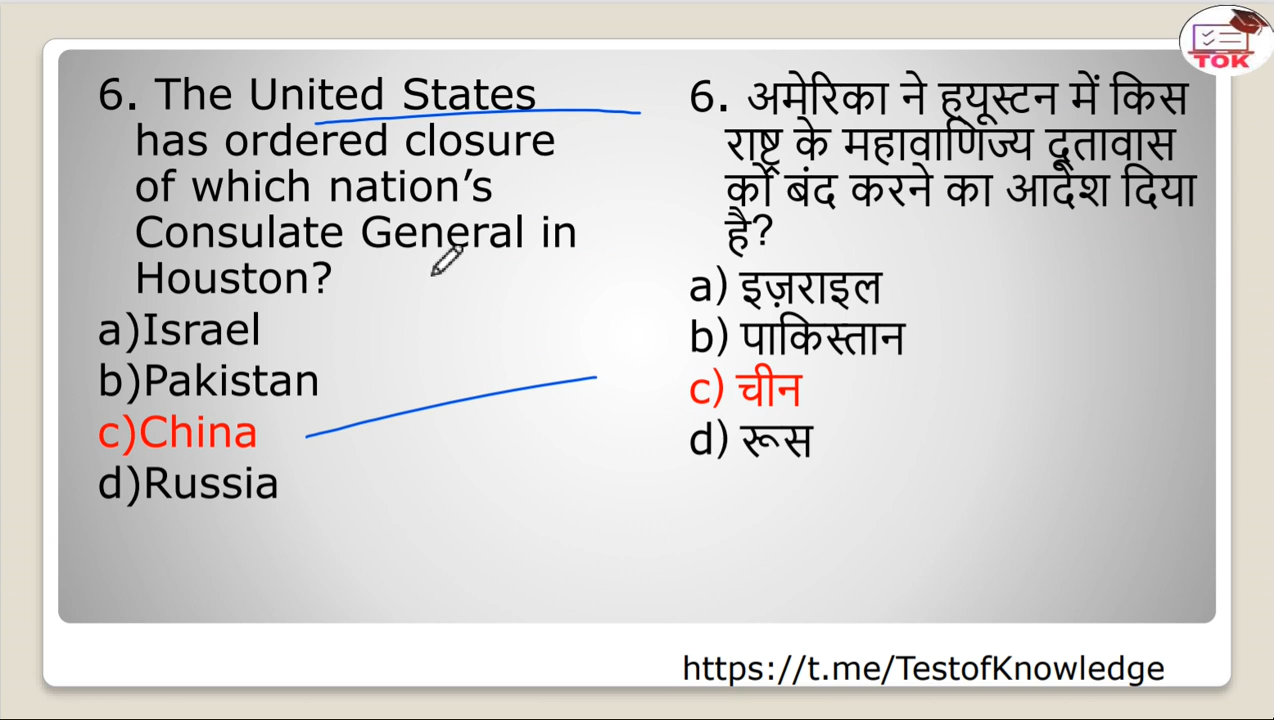 TOK
6. The United States
has ordered closure
of which nation’s
Consulate General in
Houston?
a)Israel
b)Pakistan
c)China
d)Russia
6. अमेरिका ने ह्यूस्टन में किस
राष्ट्र के महावाणिज्य दूतावास
को बंद करने का आदेश दिया
है?
a) इज़राइल
b) पाकिस्तान
c) चीन
d) रूस
https://t.me/TestofKnowledge